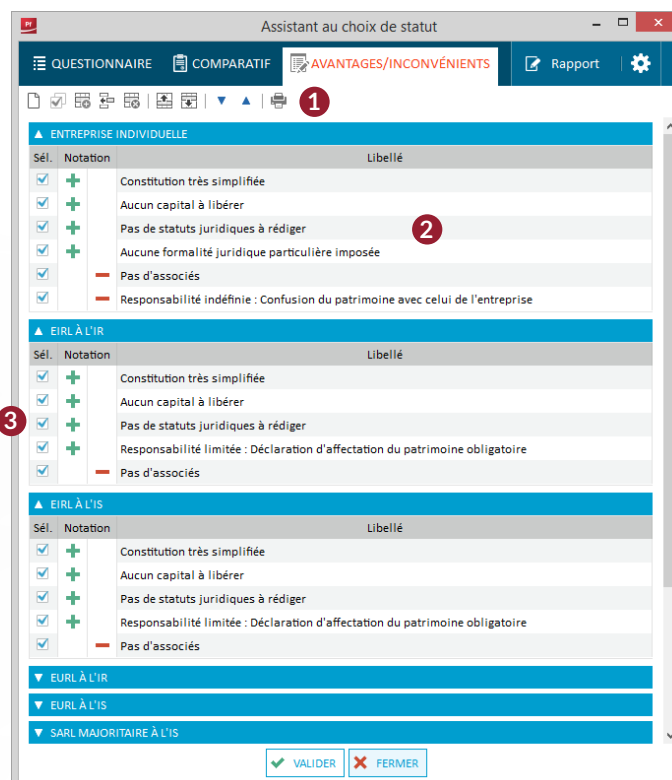 Pf Assistant au choix de statut
QUESTIONNAIRE COMPARATIF AVANTAGES/INCONVÉNIENTS Rapport
1
ENTREPRISE INDIVIDUELLE
Sél. Notation Libellé
Constitution très simplifiée
Aucun capital à libérer
Pas de statuts juridiques à rédiger
2
Aucune formalité juridique particulière imposée
Pas d'associés
Responsabilité indéfinie : Confusion du patrimoine avec celui de l'entreprise
EIRL À L'IR
Sél. Notation Libellé
Constitution très simplifiée
Aucun capital à libérer
3
Pas de statuts juridiques à rédiger
Responsabilité limitée : Déclaration d'affectation du patrimoine obligatoire
Pas d'associés
EIRL À L'IS
Sél. Notation Libellé
Constitution très simplifiée
Aucun capital à libérer
Pas de statuts juridiques à rédiger
Responsabilité limitée : Déclaration d'affectation du patrimoine obligatoire
Pas d'associés
EURL À L'IR
EURL À L'IS
SARL MAJORITAIRE À L'IS
VALIDER FERMER